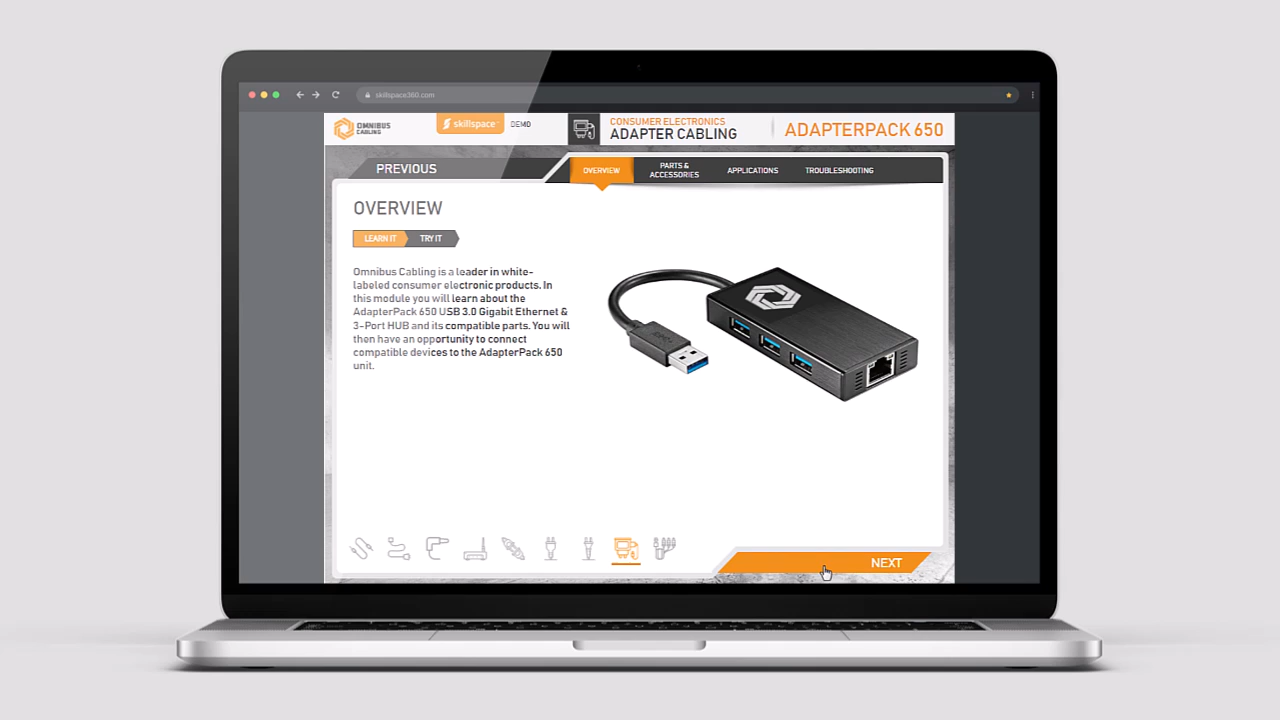 skillspace360.com
OMNIBUS
CABLING
skillspace
DEMO
CONSUMER ELECTRONICS
ADAPTER CABLING
ADAPTERPACK 650
PREVIOUS
OVERVIEW
PARTS &
ACCESSORIES
APPLICATIONS
TROUBLESHOOTING
OVERVIEW
LEARN IT
TRY IT
Omnibus Cabling is a leader in white-
labeled consumer electronic products. In
this module you will learn about the
AdapterPack 650 USB 3.0 Gigabit Ethernet &
3-Port HUB and its compatible parts. You will
then have an opportunity to connect
compatible devices to the AdapterPack 650
unit.
NEXT